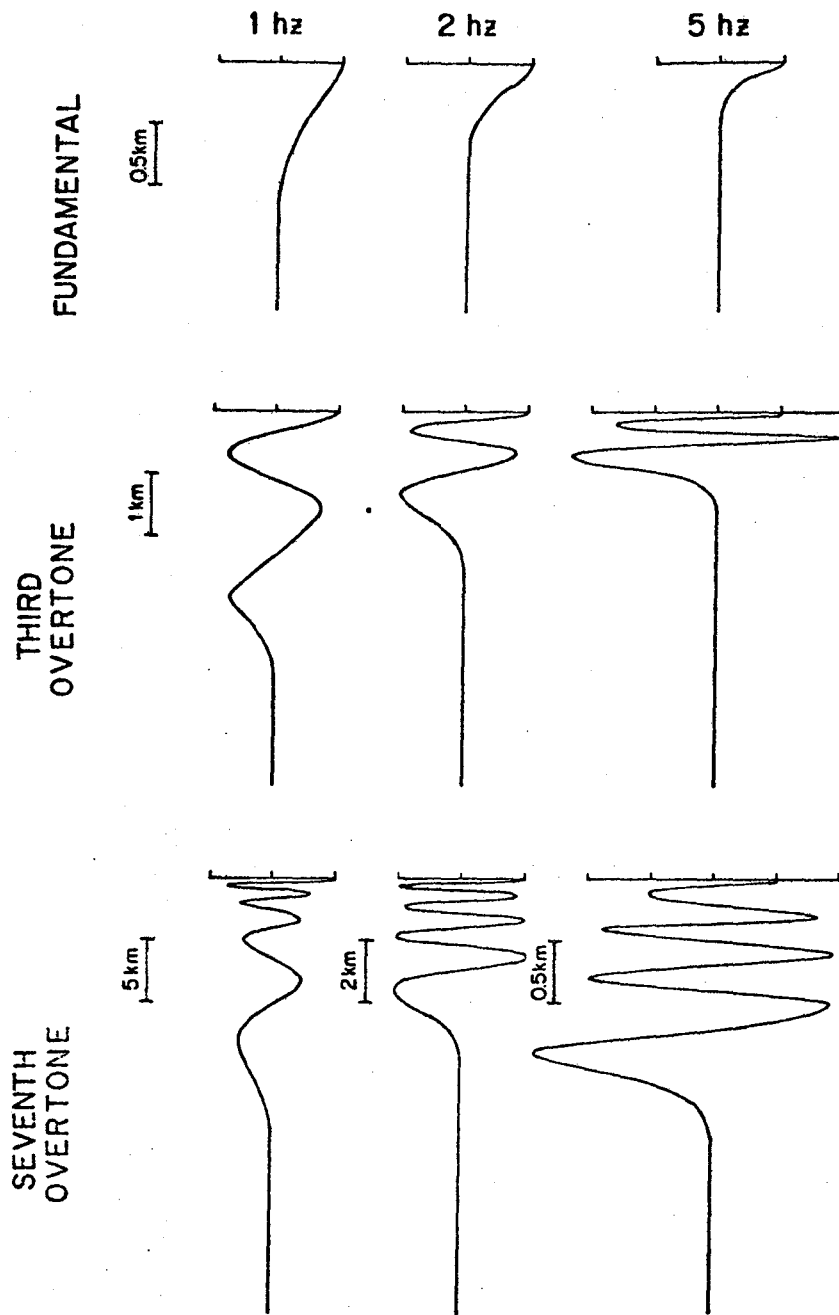 1 hz 2 hz 5 hz
FUNDAMENTAL
0.5km
THIRD
OVERTONE
1km
SEVENTH
OVERTONE
5km
2km
0.5km